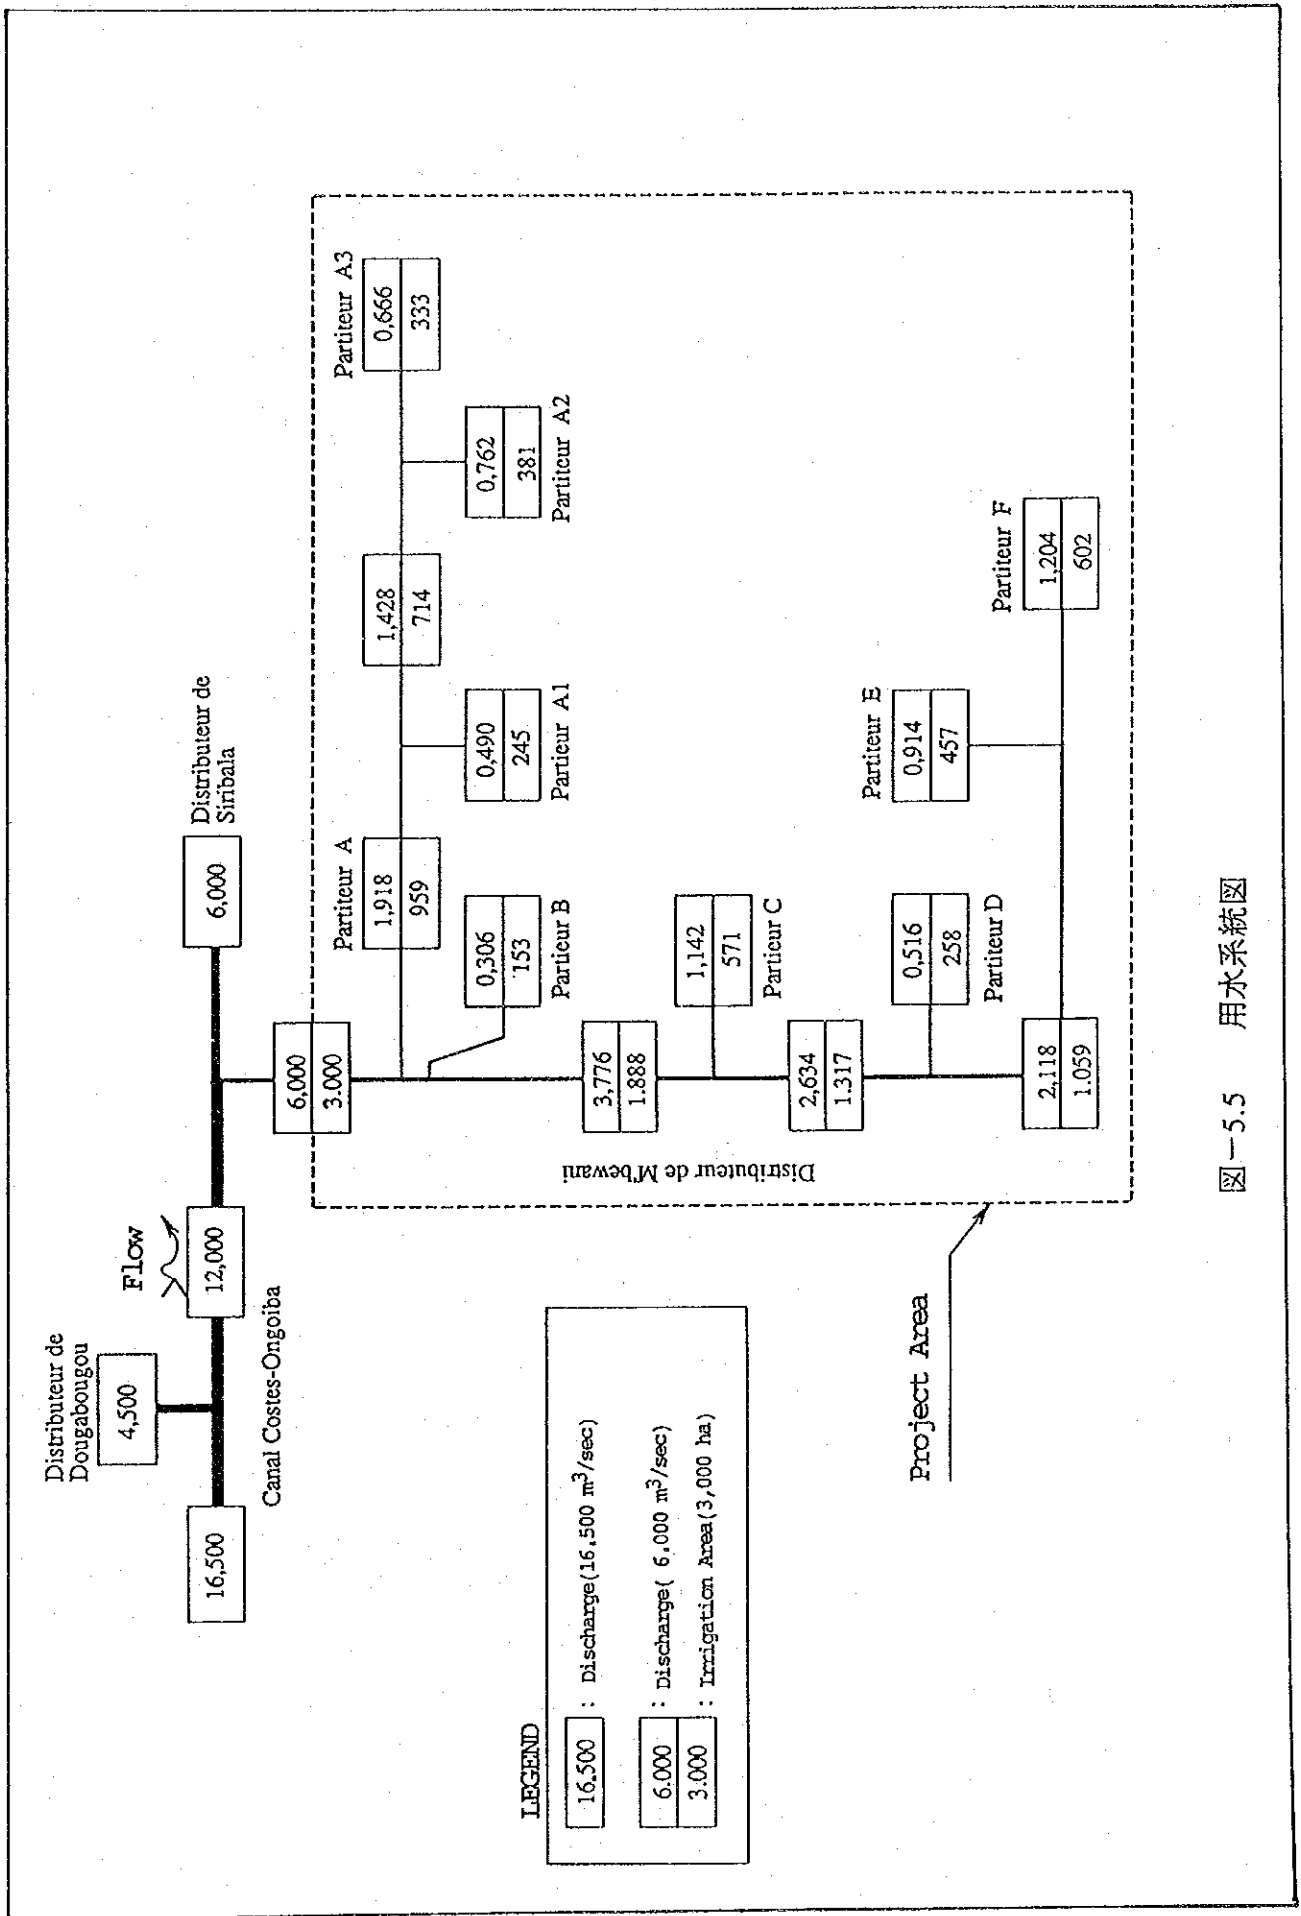 Distributeur de
Dougabougou
4,500
16,500
Canal Costes-Ongoiba
Flow
12,000
Distributeur de
Siribala
6,000
6,000
3.000
Partiteur A
1,918
959
Partieur B
0,306
153
Partieur A1
0,490
245
1,428
714
Partiteur A2
0,762
381
Partiteur A3
0,666
333
Distributeur de M'bewani
3,776
1.888
1,142
571
Partieur C
2,634
1.317
0,516
258
Partiteur D
2,118
1.059
Partiteur E
0,914
457
Partiteur F
1,204
602
Project Area
LEGEND
16.500 : Discharge(16,500 m³/sec)
6.000 : Discharge( 6,000 m³/sec)
3.000 : Irrigation Area(3,000 ha)
図－5.5 用水系統図